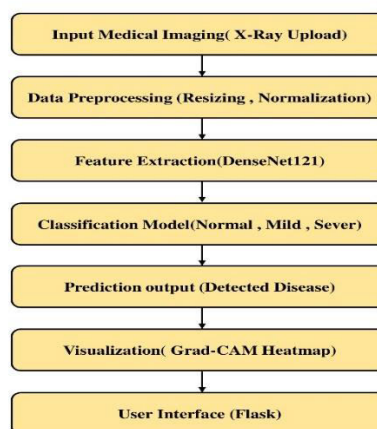 Input Medical Imaging( X-Ray Upload)
Data Preprocessing (Resizing , Normalization)
Feature Extraction(DenseNet121)
Classification Model(Normal , Mild , Sever)
Prediction output (Detected Disease)
Visualization( Grad-CAM Heatmap)
User Interface (Flask)